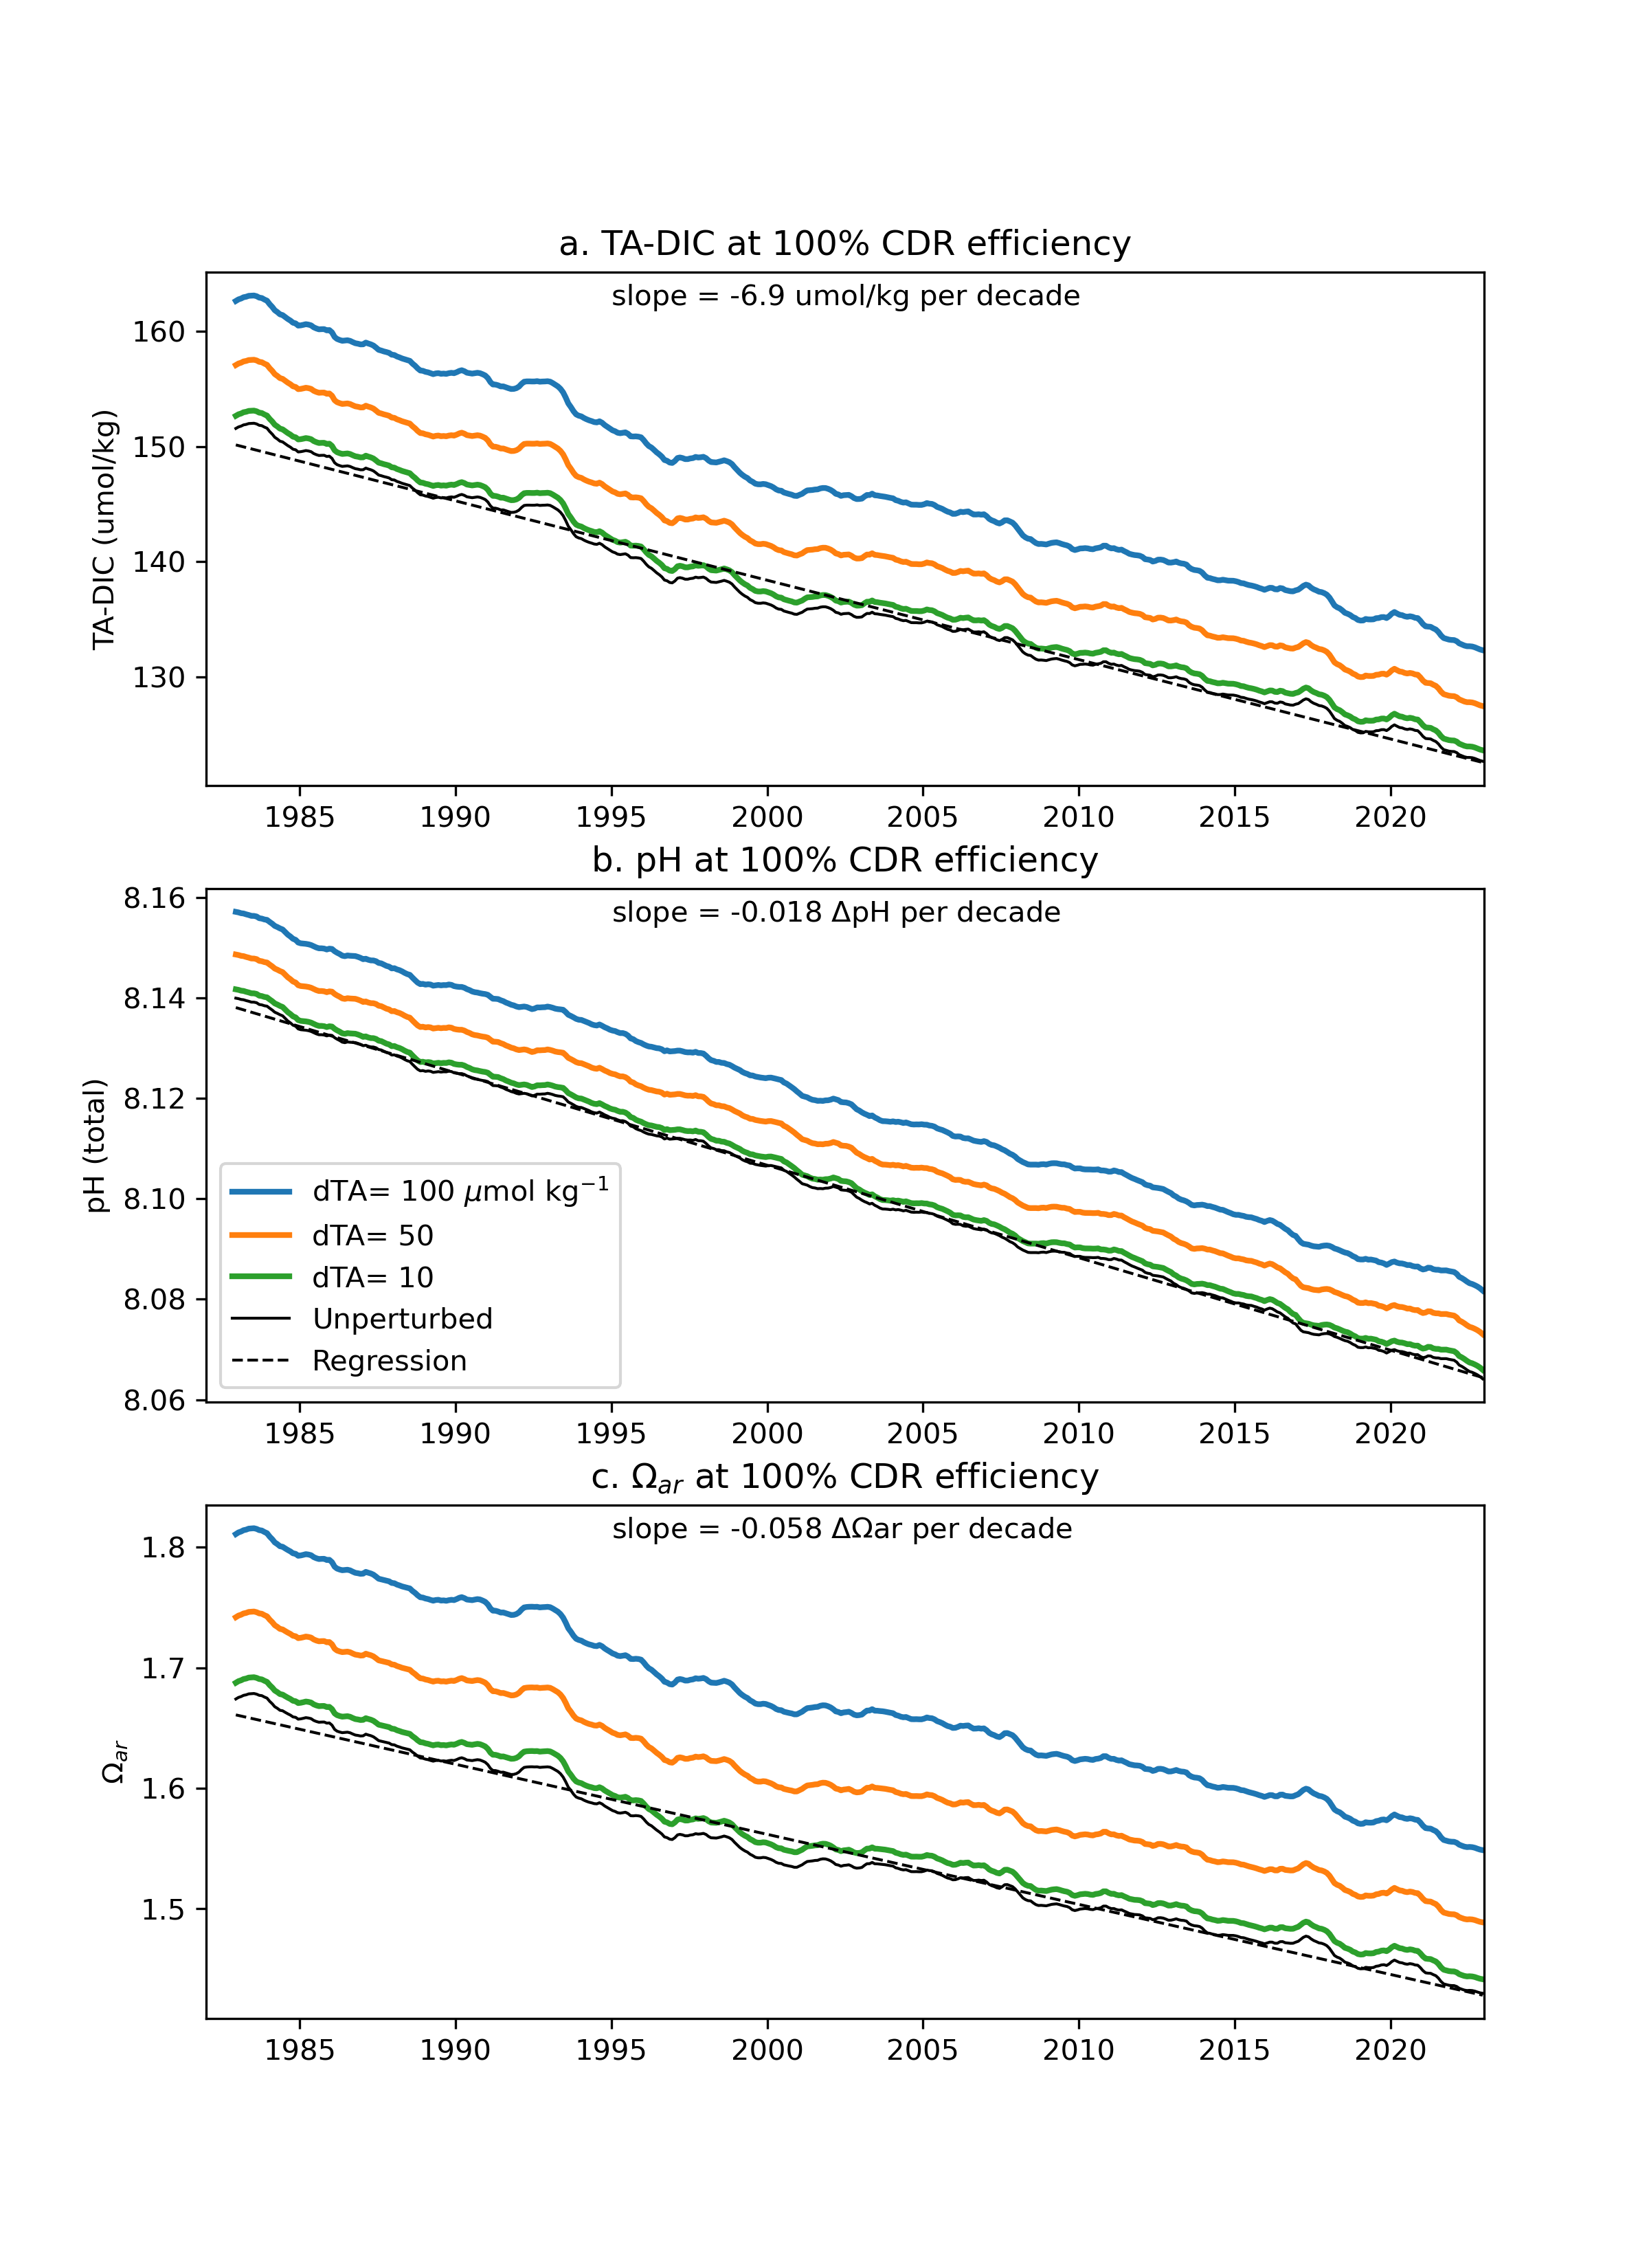 a. TA-DIC at 100% CDR efficiency
slope = -6.9 umol/kg per decade
TA-DIC (umol/kg)
160
150
140
130
1985 1990 1995 2000 2005 2010 2015 2020
b. pH at 100% CDR efficiency
slope = -0.018 ΔpH per decade
pH (total)
8.16
8.14
8.12
8.10
8.08
8.06
dTA= 100 μmol kg⁻¹
dTA= 50
dTA= 10
Unperturbed
Regression
1985 1990 1995 2000 2005 2010 2015 2020
c. Ωₐᵣ at 100% CDR efficiency
slope = -0.058 ΔΩar per decade
Ωₐᵣ
1.8
1.7
1.6
1.5
1985 1990 1995 2000 2005 2010 2015 2020